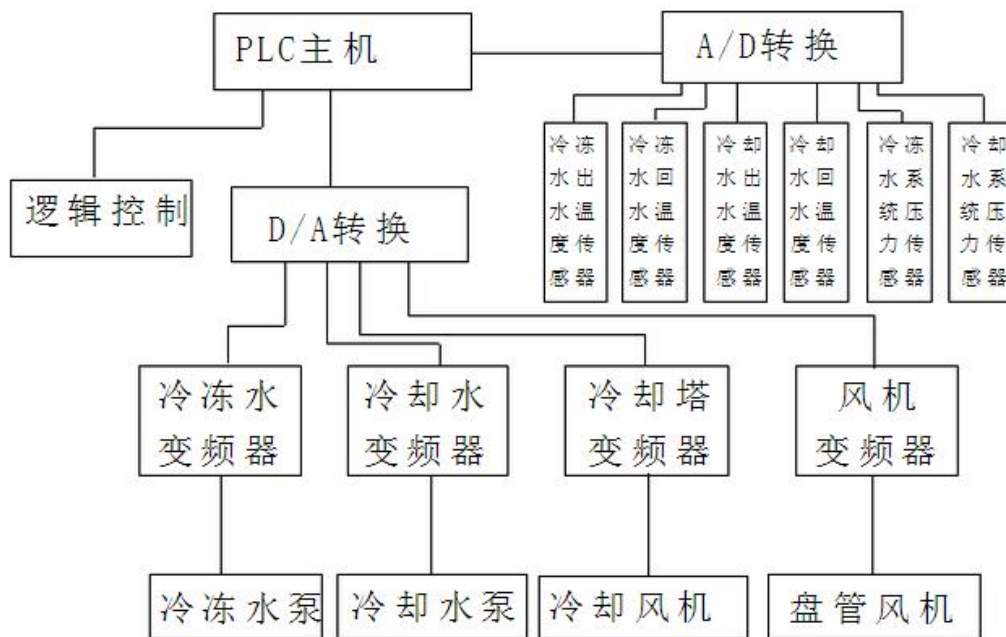 PLC主机
A/D转换
冷冻
水出
水温
度传
感器
冷冻
水回
水温
度传
感器
冷却
水出
水温
度传
感器
冷却
水回
水温
度传
感器
冷冻
水系
统压
力传
感器
冷却
水系
统压
力传
感器
逻辑控制
D/A转换
冷冻水
变频器
冷却水
变频器
冷却塔
变频器
风机
变频器
冷冻水泵
冷却水泵
冷却风机
盘管风机